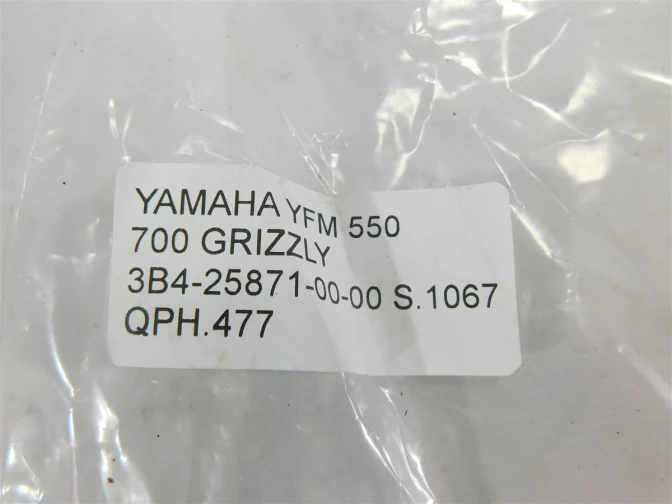 YAMAHA YFM 550
700 GRIZZLY
3B4-25871-00-00 S.1067
QPH.477